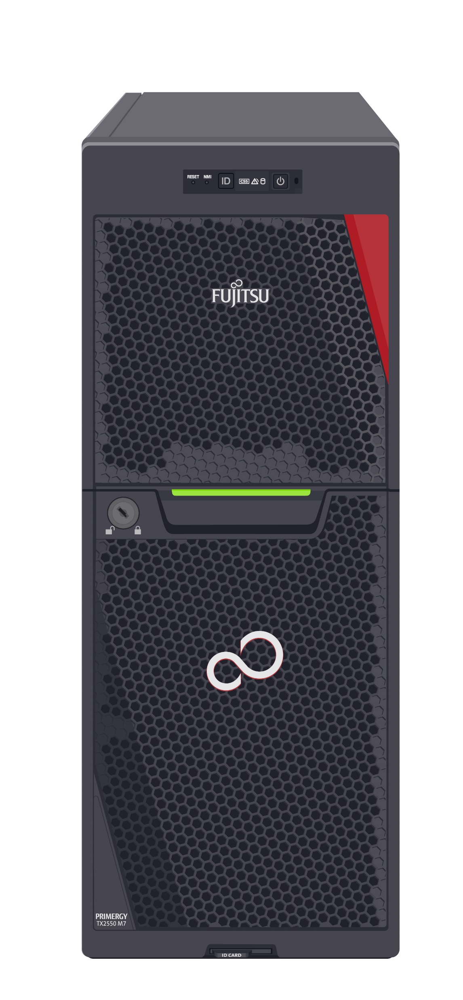 RESET NMI ID CSS
FUJITSU
PRIMERGY
TX2550 M7
ID CARD